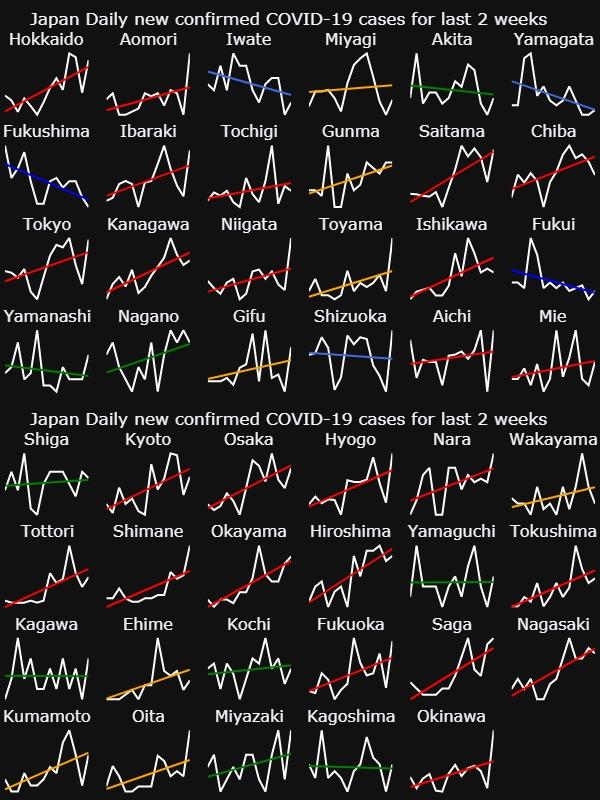 Japan Daily new confirmed COVID-19 cases for last 2 weeks
Hokkaido Aomori Iwate Miyagi Akita Yamagata
Fukushima Ibaraki Tochigi Gunma Saitama Chiba
Tokyo Kanagawa Niigata Toyama Ishikawa Fukui
Yamanashi Nagano Gifu Shizuoka Aichi Mie
Japan Daily new confirmed COVID-19 cases for last 2 weeks
Shiga Kyoto Osaka Hyogo Nara Wakayama
Tottori Shimane Okayama Hiroshima Yamaguchi Tokushima
Kagawa Ehime Kochi Fukuoka Saga Nagasaki
Kumamoto Oita Miyazaki Kagoshima Okinawa